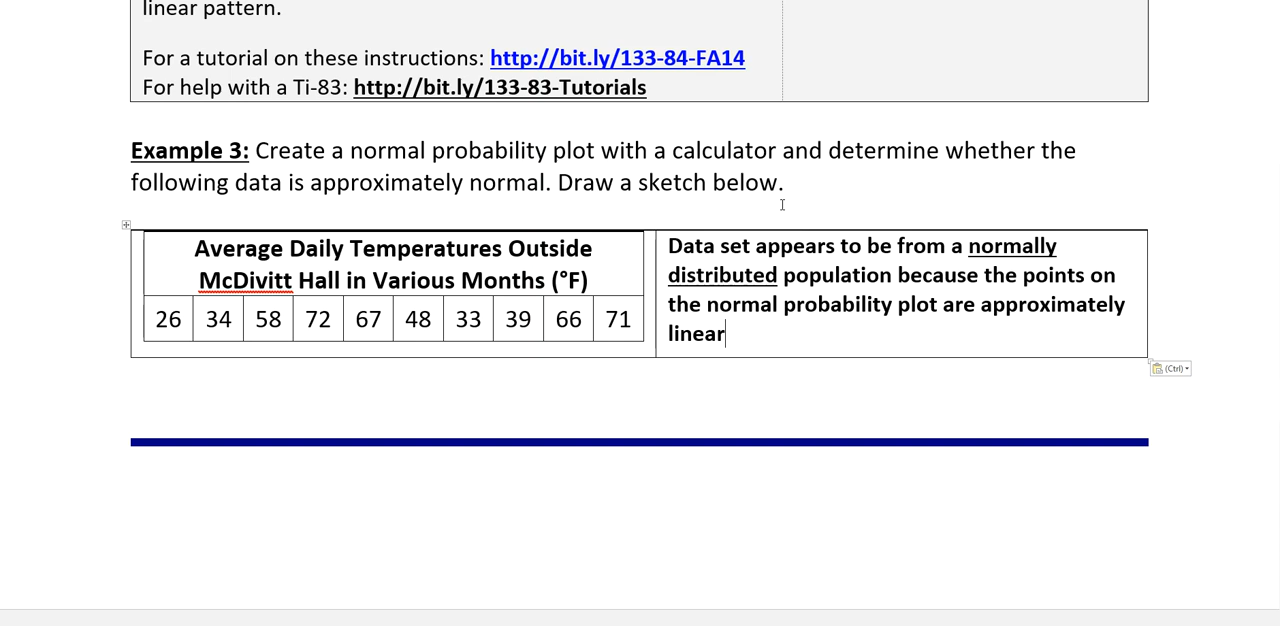 linear pattern.
For a tutorial on these instructions: http://bit.ly/133-84-FA14
For help with a Ti-83: http://bit.ly/133-83-Tutorials
Example 3: Create a normal probability plot with a calculator and determine whether the
following data is approximately normal. Draw a sketch below.
Average Daily Temperatures Outside
McDivitt Hall in Various Months (°F)
26 34 58 72 67 48 33 39 66 71
Data set appears to be from a normally
distributed population because the points on
the normal probability plot are approximately
linear
(Ctrl)